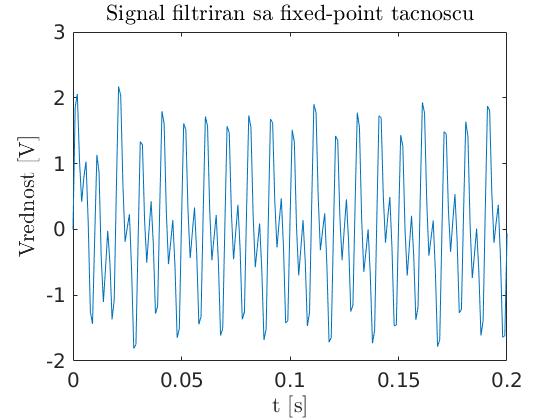 Signal filtriran sa fixed-point tacnoscu
Vrednost [V]
3
2
1
0
-1
-2
0 0.05 0.1 0.15 0.2
t [s]